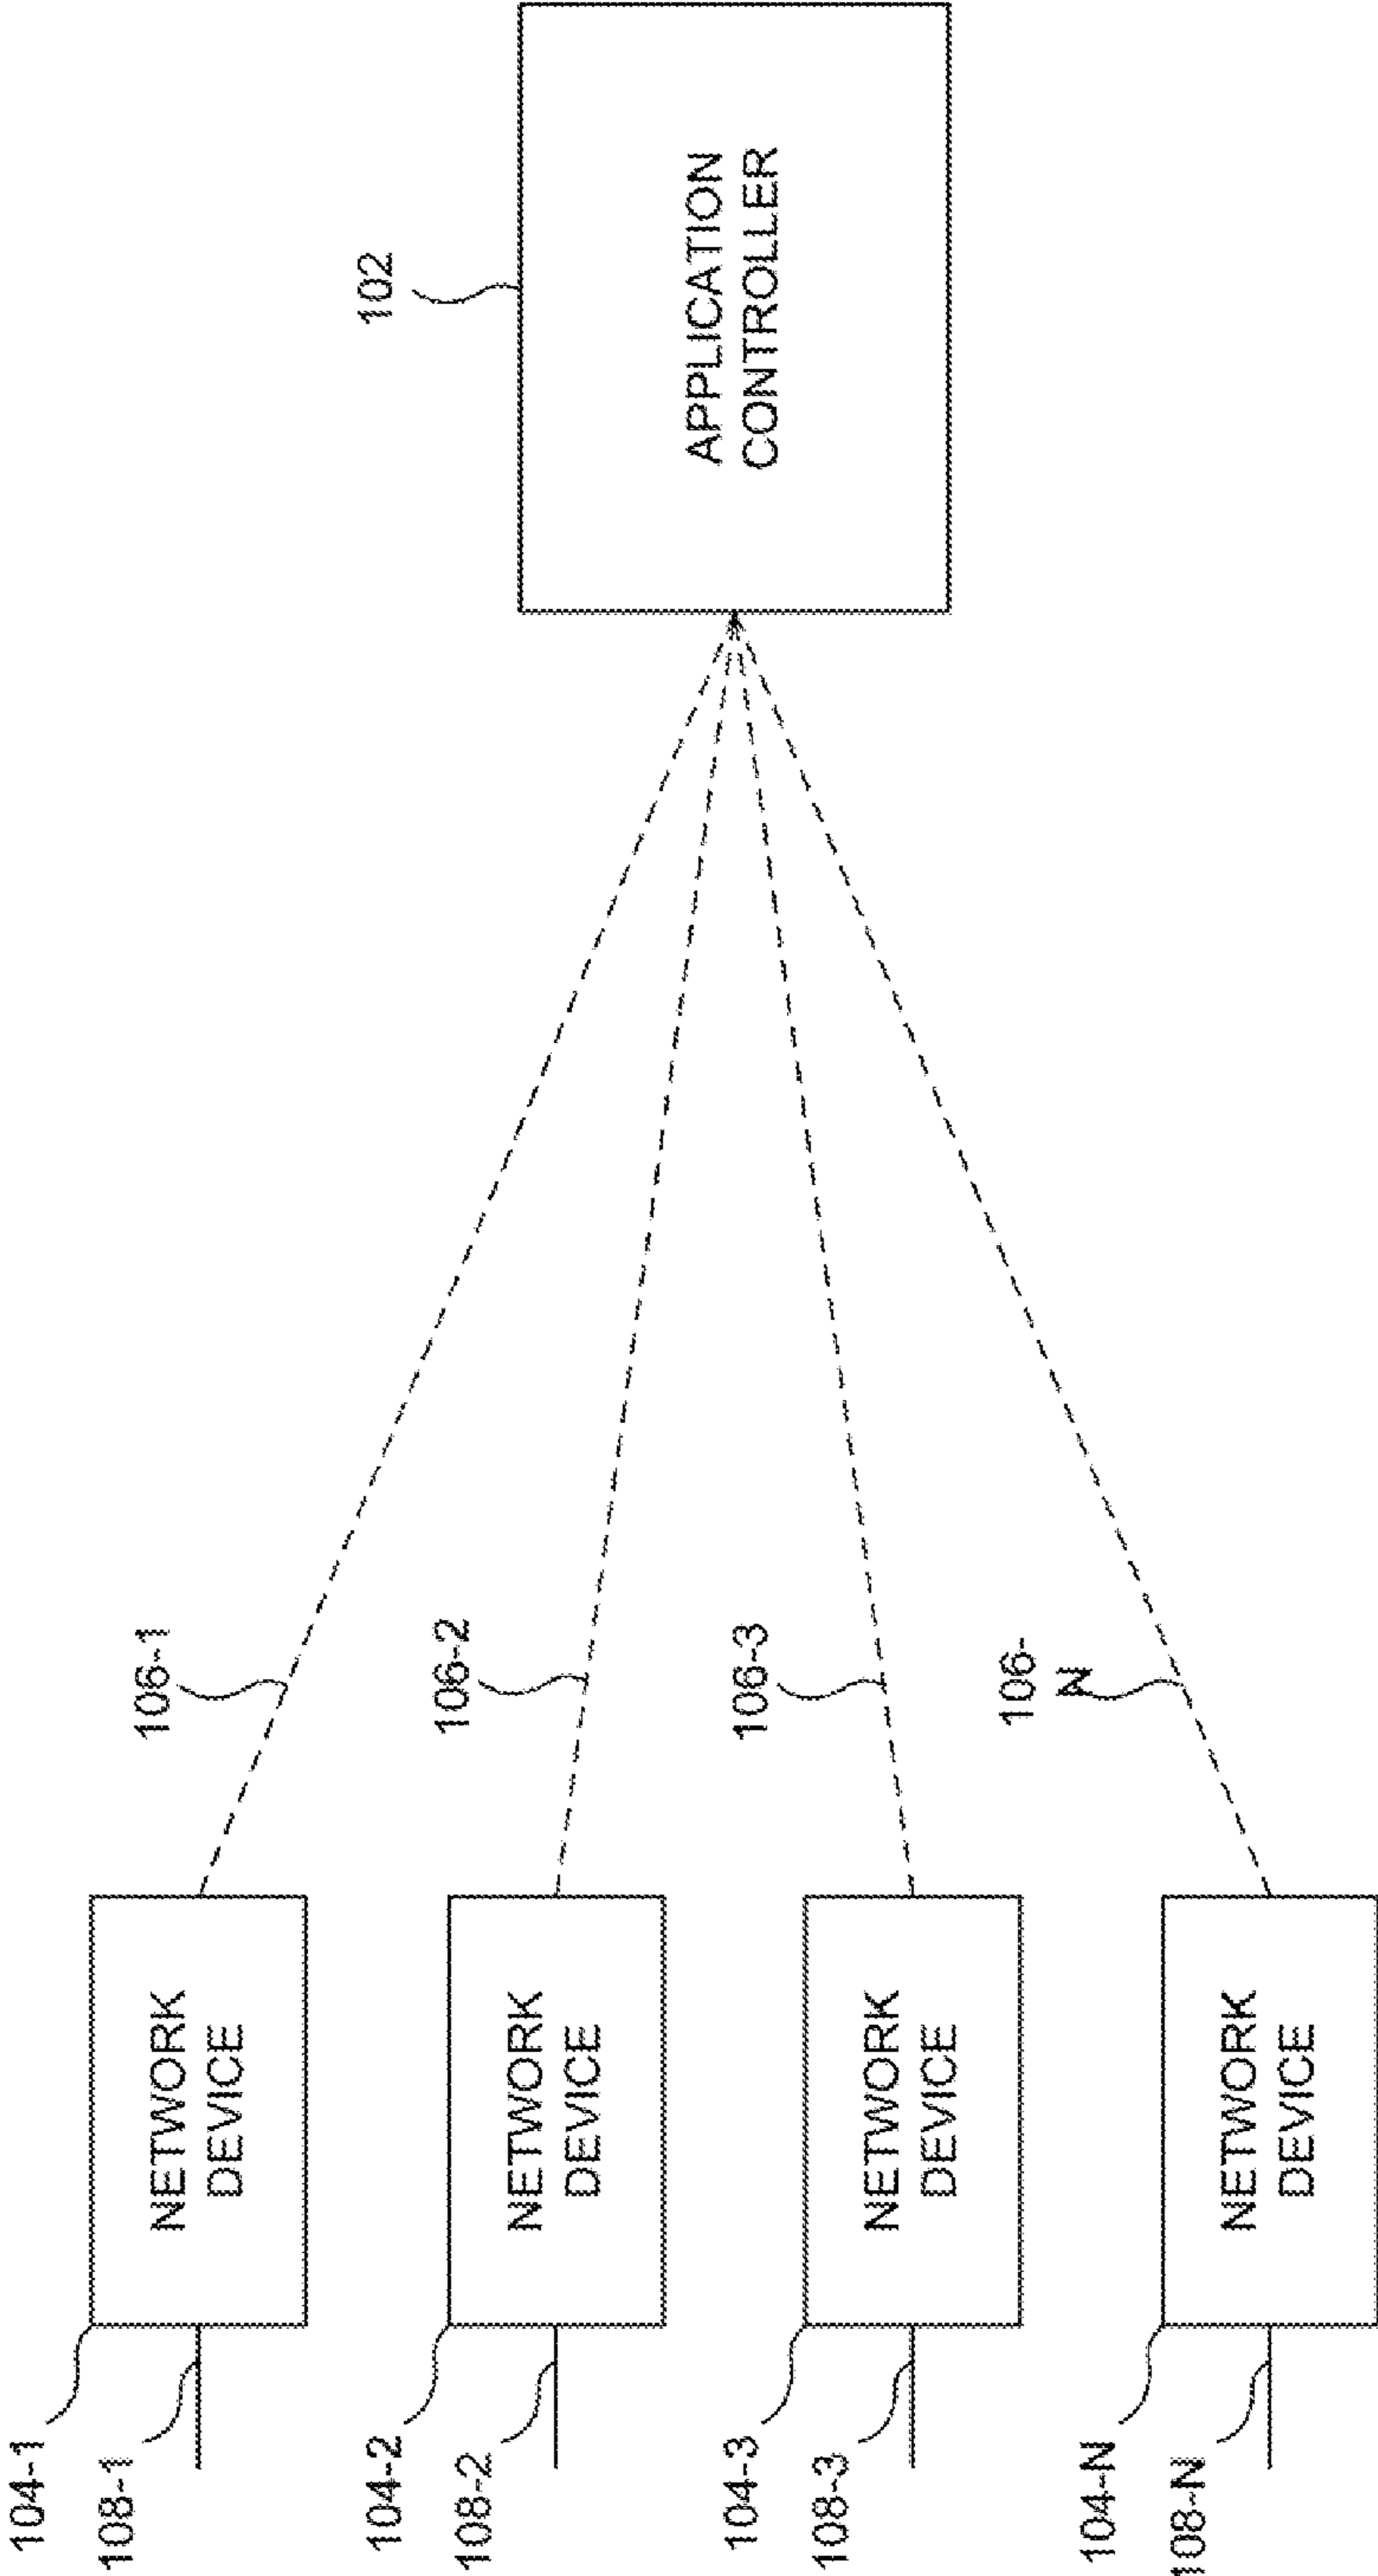 104-1
108-1
NETWORK
DEVICE
106-1
104-2
108-2
NETWORK
DEVICE
106-2
104-3
108-3
NETWORK
DEVICE
106-3
104-N
108-N
NETWORK
DEVICE
106-
N
102
APPLICATION
CONTROLLER